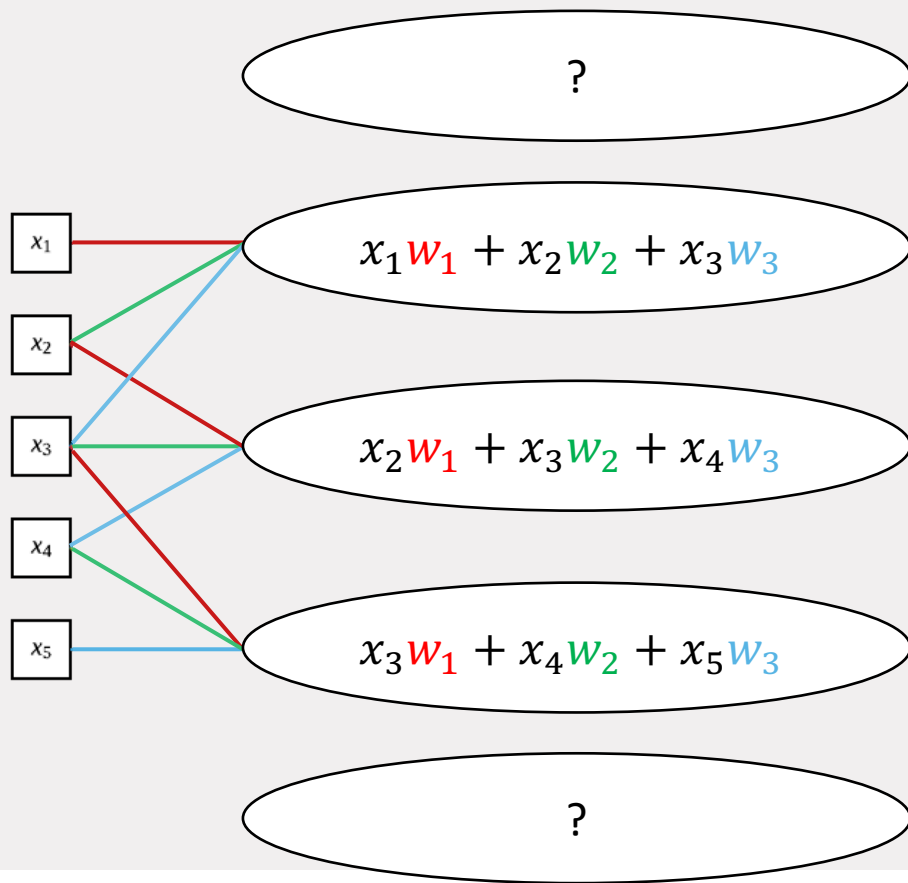 ?
x₁
x₁w₁ + x₂w₂ + x₃w₃
x₂
x₃
x₂w₁ + x₃w₂ + x₄w₃
x₄
x₅
x₃w₁ + x₄w₂ + x₅w₃
?